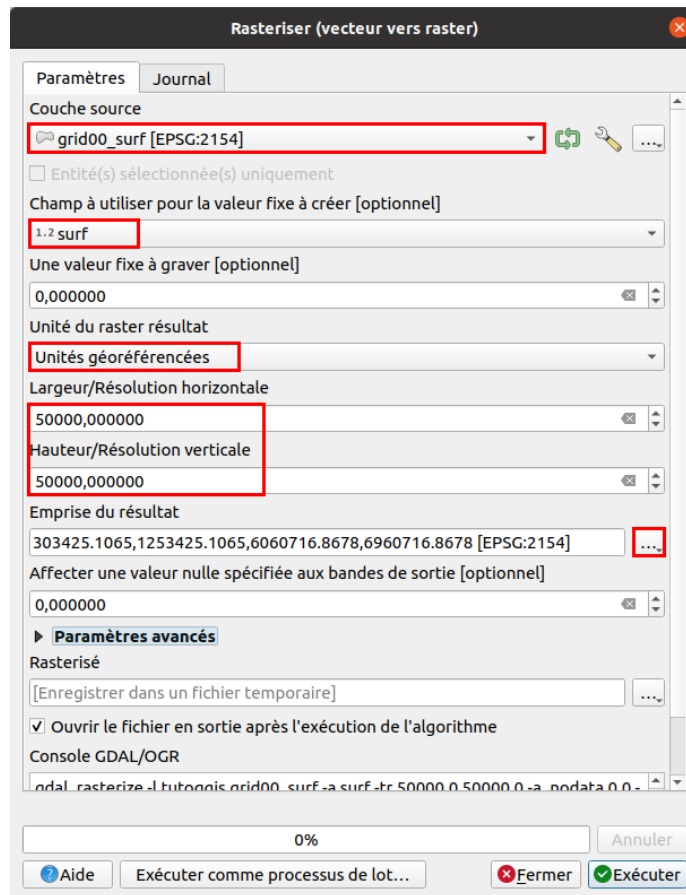 Rasteriser (vecteur vers raster)
Paramètres
Journal
Couche source
grid00_surf [EPSG:2154]
...
Entité(s) sélectionnée(s) uniquement
Champ à utiliser pour la valeur fixe à créer [optionnel]
1.2 surf
Une valeur fixe à graver [optionnel]
0,000000
Unité du raster résultat
Unités géoréférencées
Largeur/Résolution horizontale
50000,000000
Hauteur/Résolution verticale
50000,000000
Emprise du résultat
303425.1065,1253425.1065,6060716.8678,6960716.8678 [EPSG:2154]
...
Affecter une valeur nulle spécifiée aux bandes de sortie [optionnel]
0,000000
Paramètres avancés
Rasterisé
[Enregistrer dans un fichier temporaire]
...
Ouvrir le fichier en sortie après l'exécution de l'algorithme
Console GDAL/OGR
gdal_rasterize -l tutoqgis grid00_surf -a surf -tr 50000.0 50000.0 -a_nodata 0.0 -
0%
Annuler
Aide
Exécuter comme processus de lot...
Fermer
Exécuter